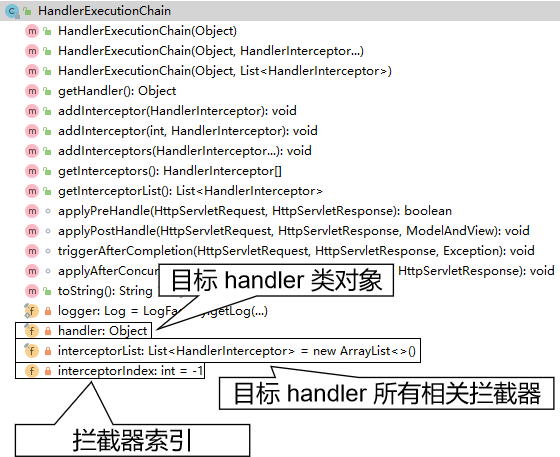 HandlerExecutionChain
HandlerExecutionChain(Object)
HandlerExecutionChain(Object, HandlerInterceptor...)
HandlerExecutionChain(Object, List<HandlerInterceptor>)
getHandler(): Object
addInterceptor(HandlerInterceptor): void
addInterceptor(int, HandlerInterceptor): void
addInterceptors(HandlerInterceptor...): void
getInterceptors(): HandlerInterceptor[]
getInterceptorList(): List<HandlerInterceptor>
applyPreHandle(HttpServletRequest, HttpServletResponse): boolean
applyPostHandle(HttpServletRequest, HttpServletResponse, ModelAndView): void
triggerAfterCompletion(HttpServletRequest, HttpServletResponse, Exception): void
applyAfterConcur HttpServletResponse): void
目标 handler 类对象
toString(): String
logger: Log = LogFa getLog(...)
handler: Object
interceptorList: List<HandlerInterceptor> = new ArrayList<>()
interceptorIndex: int = -1
目标 handler 所有相关拦截器
拦截器索引